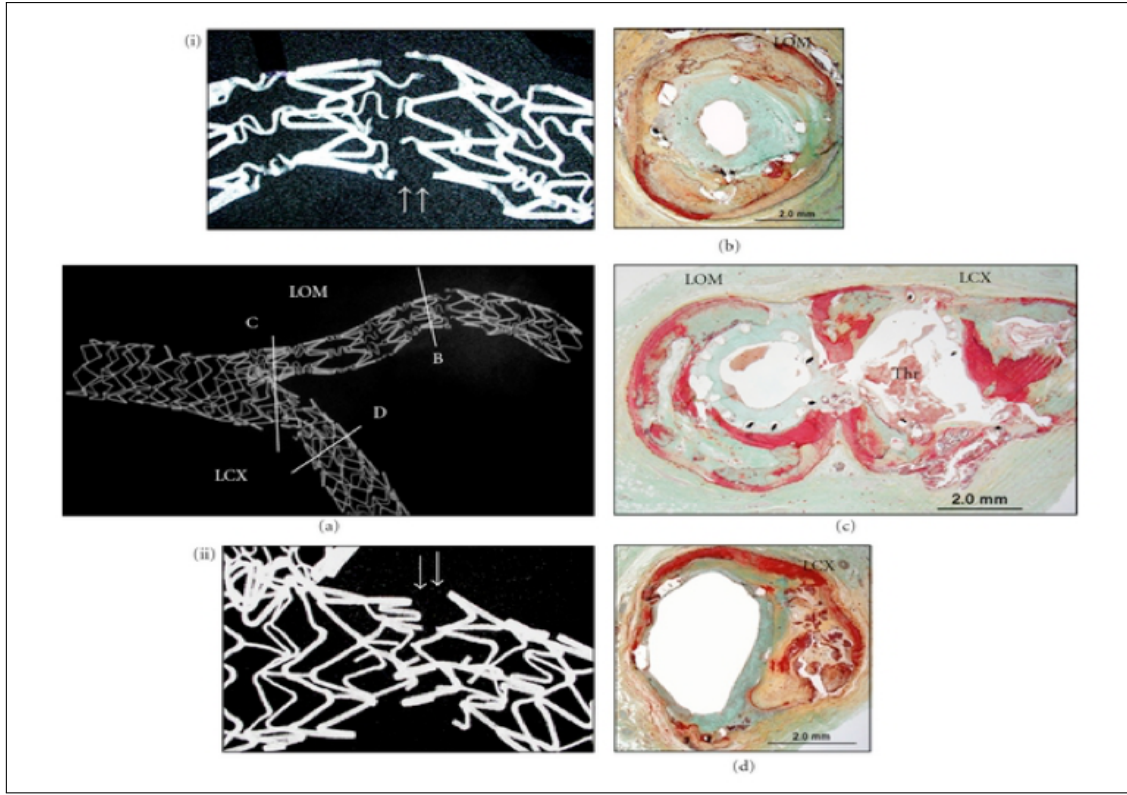 (i)
LOM
2.0 mm
(b)
LOM
C
B
D
LCX
(a)
LOM
LCX
Thr
2.0 mm
(c)
(ii)
LCX
2.0 mm
(d)